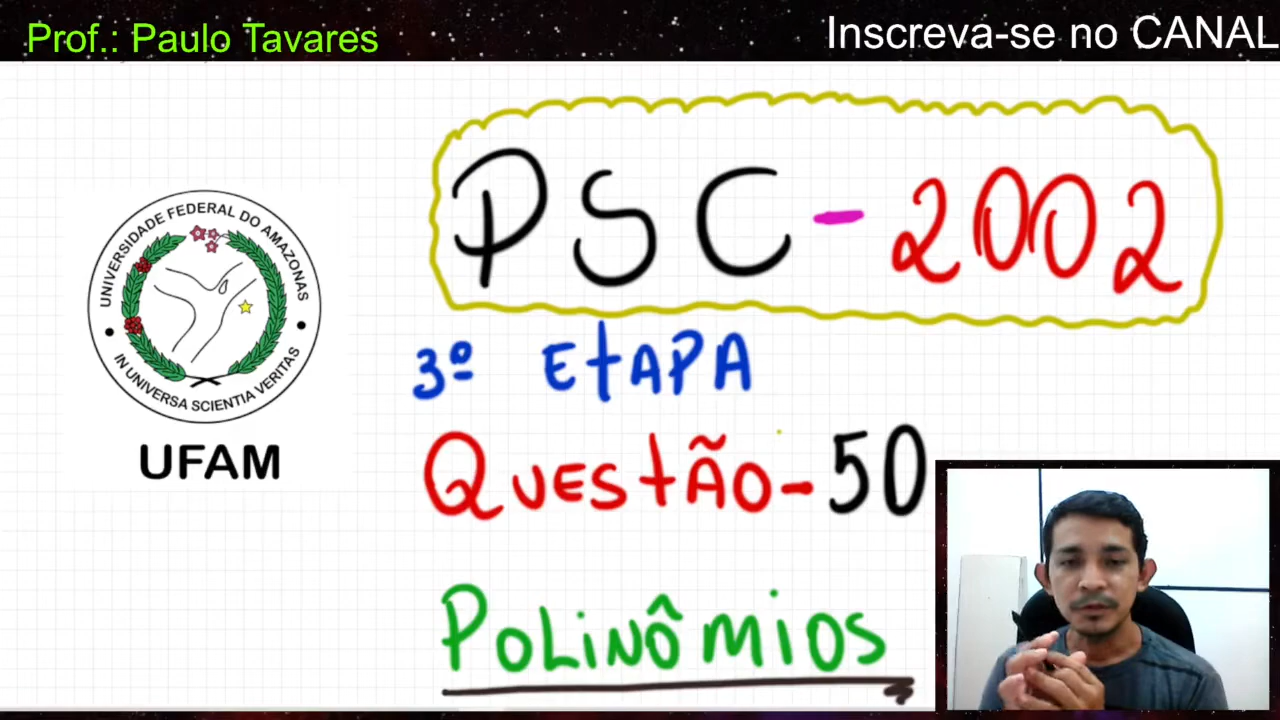 Prof.: Paulo Tavares
Inscreva-se no CANAL
PSC-2002
UNIVERSIDADE FEDERAL DO AMAZONAS
IN UNIVERSA SCIENTIA VERITAS
UFAM
3º EtAPA
QUEStÃO-50
POLiNÔmiOS